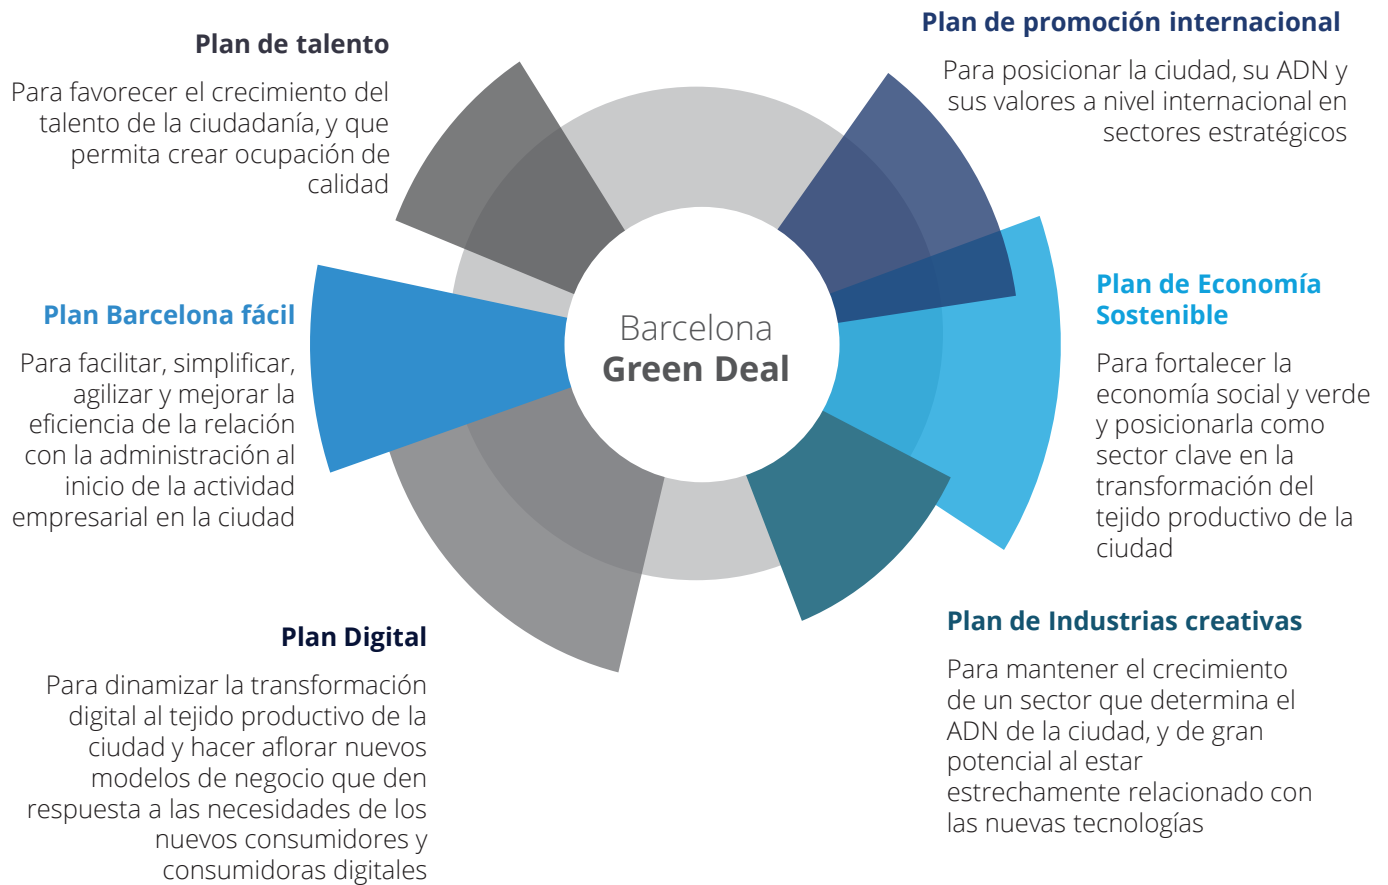 Plan de talento
Para favorecer el crecimiento del
talento de la ciudadanía, y que
permita crear ocupación de
calidad
Plan de promoción internacional
Para posicionar la ciudad, su ADN y
sus valores a nivel internacional en
sectores estratégicos
Plan Barcelona fácil
Para facilitar, simplificar,
agilizar y mejorar la
eficiencia de la relación
con la administración al
inicio de la actividad
empresarial en la ciudad
Barcelona
Green Deal
Plan de Economía
Sostenible
Para fortalecer la
economía social y verde
y posicionarla como
sector clave en la
transformación del
tejido productivo de la
ciudad
Plan Digital
Para dinamizar la transformación
digital al tejido productivo de la
ciudad y hacer aflorar nuevos
modelos de negocio que den
respuesta a las necesidades de los
nuevos consumidores y
consumidoras digitales
Plan de Industrias creativas
Para mantener el crecimiento
de un sector que determina el
ADN de la ciudad, y de gran
potencial al estar
estrechamente relacionado con
las nuevas tecnologías